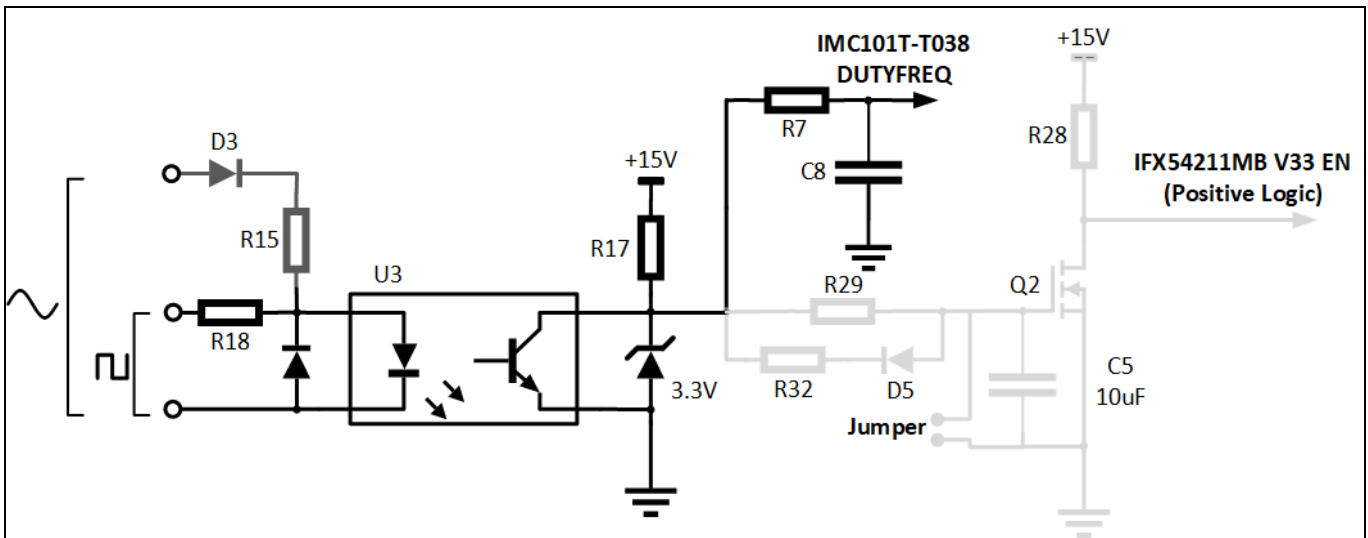 IMC101T-T038
DUTYFREQ
+15V
R7
R28
D3
+15V
C8
IFX54211MB V33 EN
(Positive Logic)
R15
R17
U3
R29
Q2
R18
3.3V
R32
D5
C5
10uF
Jumper